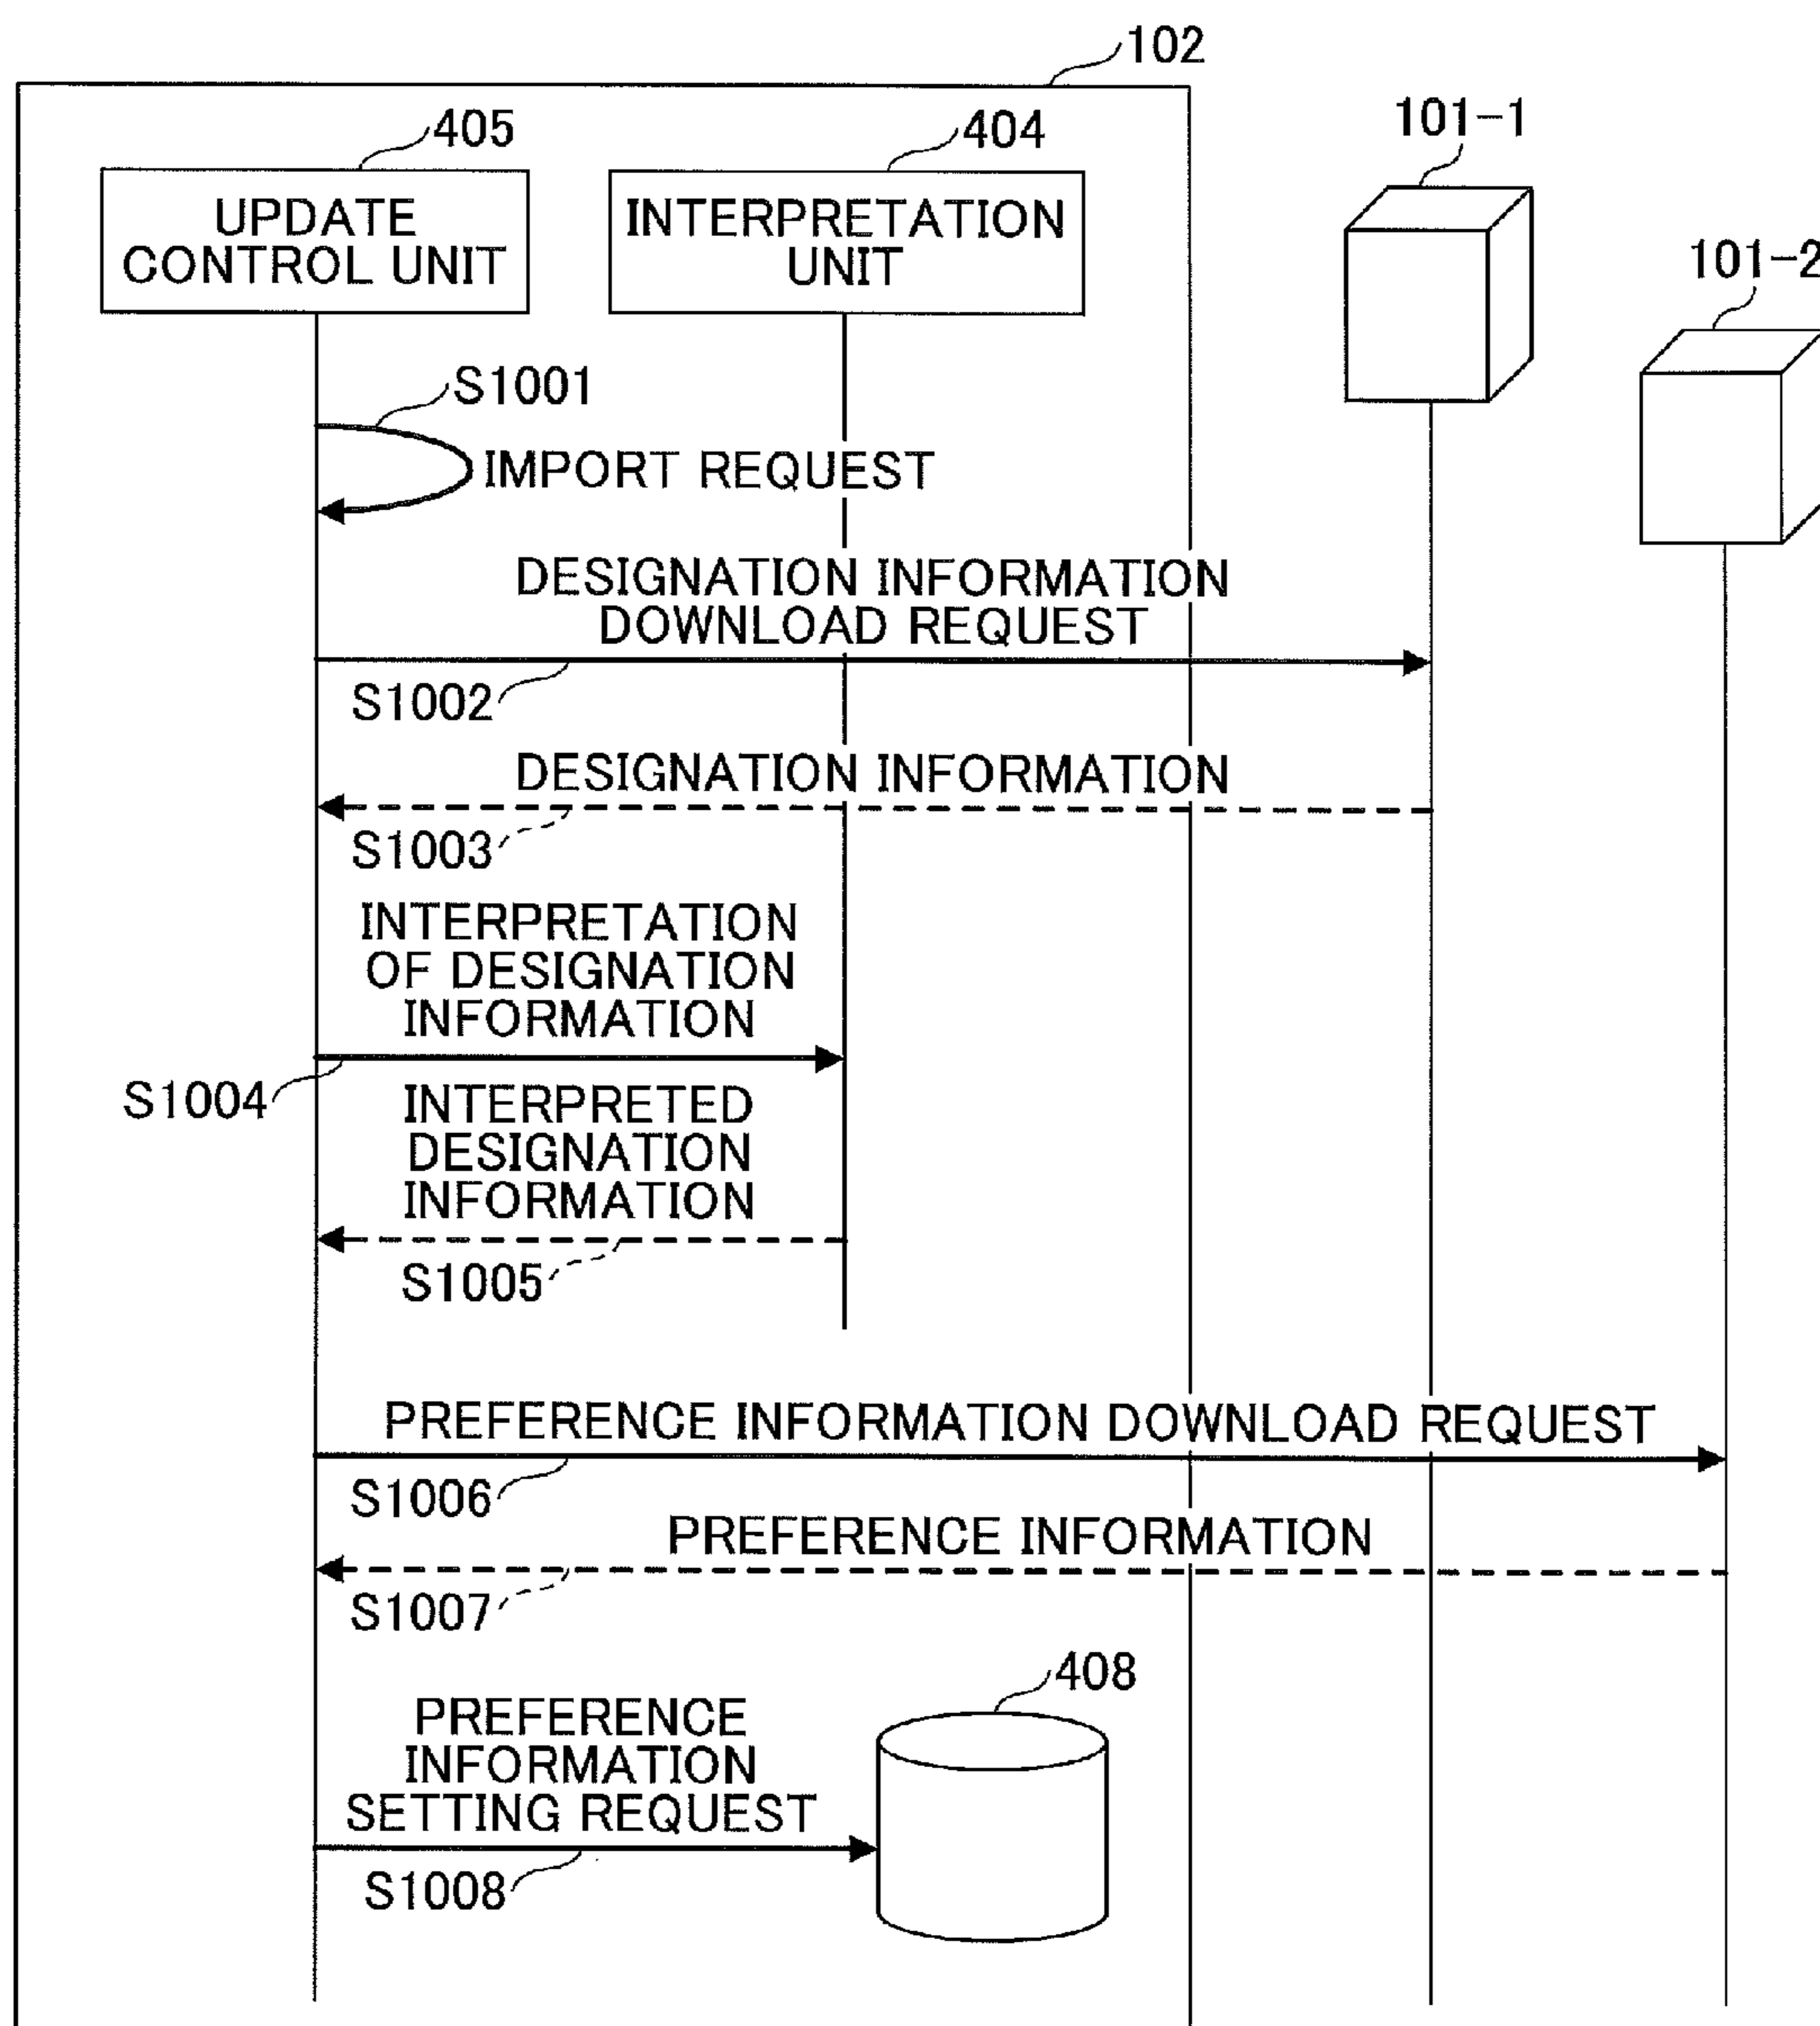 102
405
404
101-1
UPDATE
CONTROL UNIT
INTERPRETATION
UNIT
101-2
S1001
IMPORT REQUEST
DESIGNATION INFORMATION
DOWNLOAD REQUEST
S1002
DESIGNATION INFORMATION
S1003
INTERPRETATION
OF DESIGNATION
INFORMATION
S1004
INTERPRETED
DESIGNATION
INFORMATION
S1005
PREFERENCE INFORMATION DOWNLOAD REQUEST
S1006
PREFERENCE INFORMATION
S1007
408
PREFERENCE
INFORMATION
SETTING REQUEST
S1008